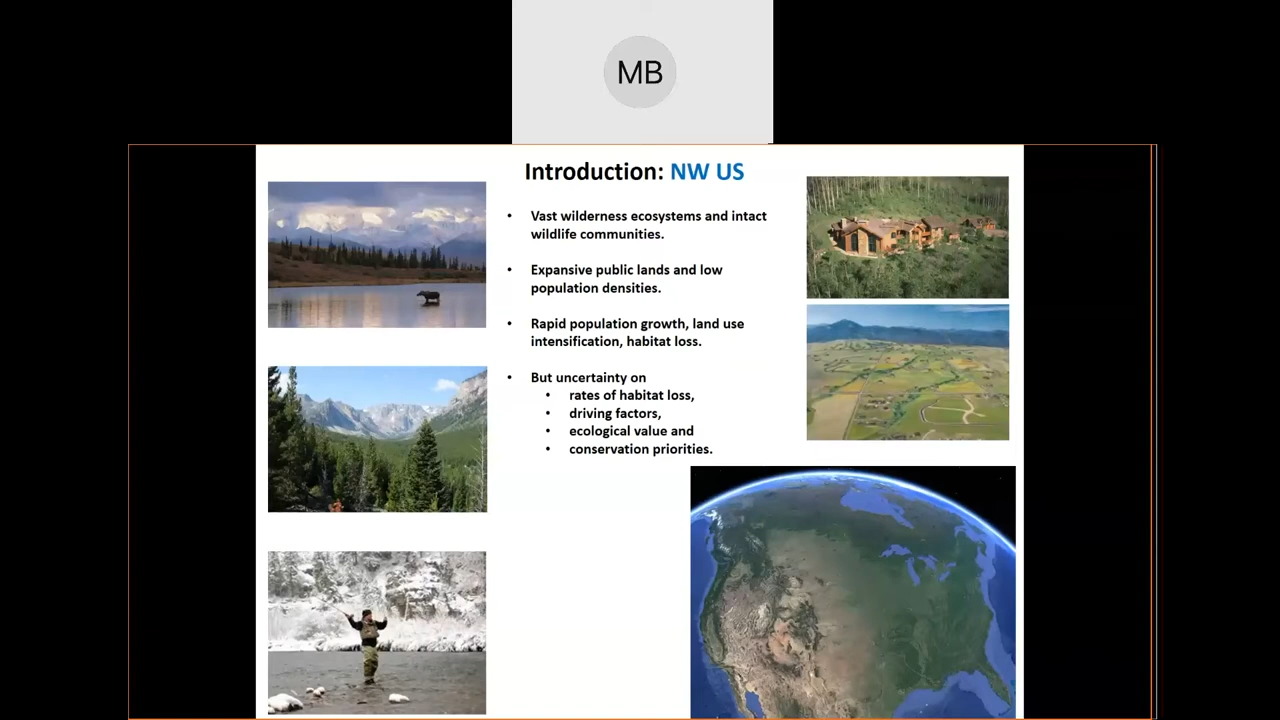 MB
Introduction: NW US
• Vast wilderness ecosystems and intact
wildlife communities.
• Expansive public lands and low
population densities.
• Rapid population growth, land use
intensification, habitat loss.
• But uncertainty on
• rates of habitat loss,
• driving factors,
• ecological value and
• conservation priorities.